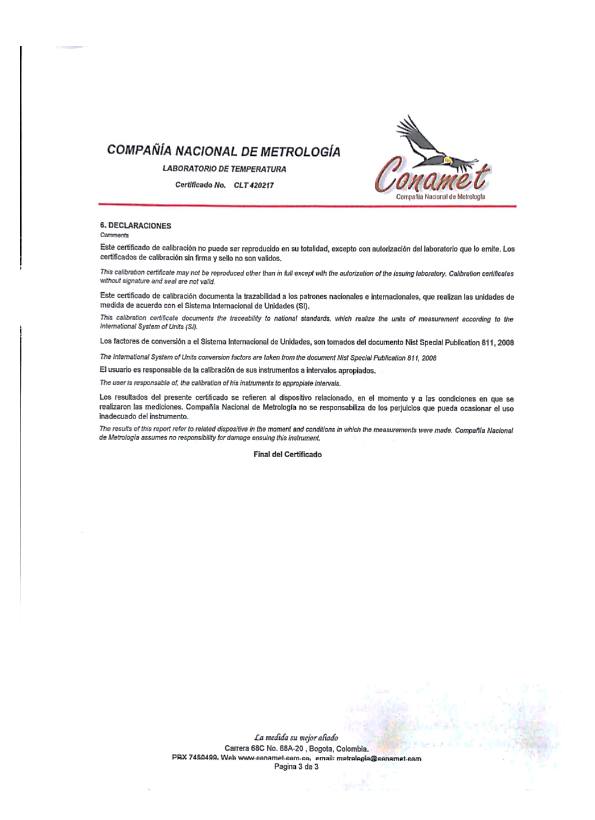 COMPAÑÍA NACIONAL DE METROLOGÍA
LABORATORIO DE TEMPERATURA
Certificado No. CLT 420217
Conamet
Compañía Nacional de Metrología
6. DECLARACIONES
Comments
Este certificado de calibración no puede ser reproducido en su totalidad, excepto con autorización del laboratorio que lo emite. Los
certificados de calibración sin firma y sello no son validos.
This calibration certificate may not be reproduced other than in full except with the autorization of the issuing laboratory. Calibration certificates
without signature and seal are not valid.
Este certificado de calibración documenta la trazabilidad a los patrones nacionales e internacionales, que realizan las unidades de
medida de acuerdo con el Sistema Internacional de Unidades (SI).
This calibration certificate documents the traceability to national standards, which realize the units of measurement according to the
International System of Units (SI).
Los factores de conversión a el Sistema Internacional de Unidades, son tomados del documento Nist Special Publication 811, 2008
The International System of Units conversion factors are taken from the document Nist Special Publication 811, 2008
El usuario es responsable de la calibración de sus instrumentos a intervalos apropiados.
The user is responsable of, the calibration of his instruments to appropiate intervals.
Los resultados del presente certificado se refieren al dispositivo relacionado, en el momento y a las condiciones en que se
realizaron las mediciones. Compañía Nacional de Metrología no se responsabiliza de los perjuicios que pueda ocasionar el uso
inadecuado del instrumento.
The results of this report refer to related dispositive in the moment and conditions in which the measurements were made. Compañía Nacional
de Metrología assumes no responsibility for damage ensuing this instrument.
Final del Certificado
La medida su mejor aliado
Carrera 68C No. 68A-20 , Bogota, Colombia.
PBX 7450499. Web www.conamet.com.co, email: metrologia@conamet.com
Pagina 3 de 3